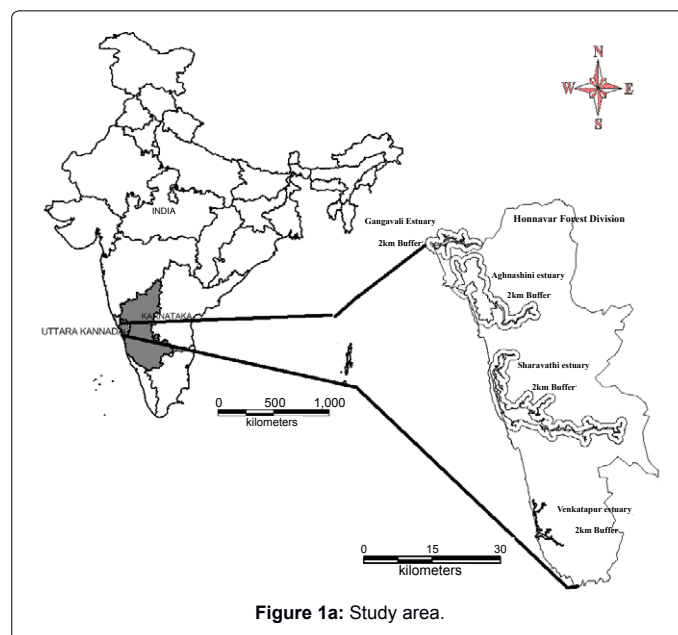 N
W E
S
INDIA
KARNATAKA
UTTARA KANNADA
0 500 1,000
kilometers
Honnavar Forest Division
Gangavali Estuary
2km Buffer
Aghnashini estuary
2km Buffer
Sharavathi estuary
2km Buffer
Venkatapur estuary
2km Buffer
0 15 30
kilometers
Figure 1a: Study area.